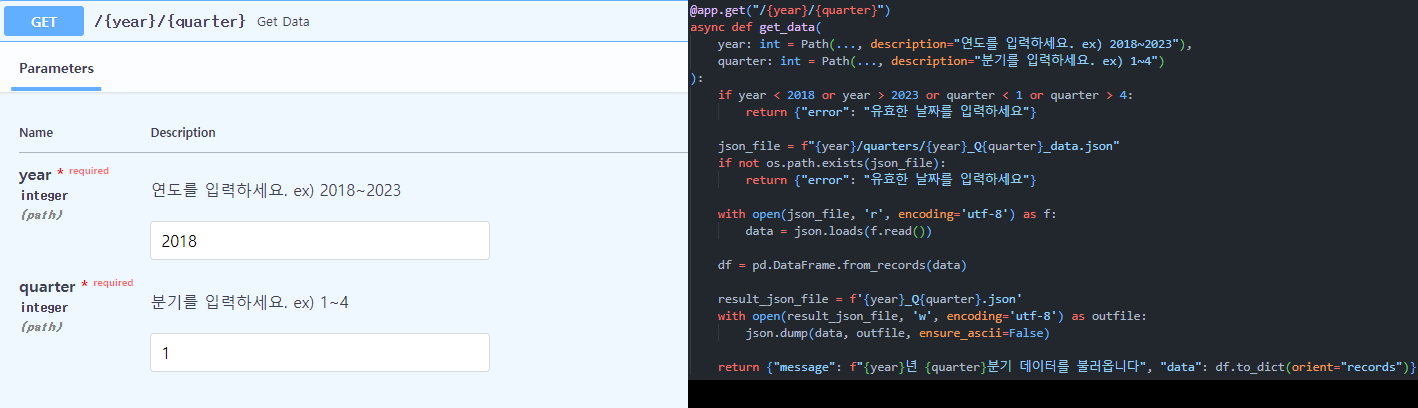 GET /{year}/{quarter} Get Data
Parameters
Name Description
year * required
integer
(path)
연도를 입력하세요. ex) 2018~2023
2018
quarter * required
integer
(path)
분기를 입력하세요. ex) 1~4
1
@app.get("/{year}/{quarter}")
async def get_data(
    year: int = Path(..., description="연도를 입력하세요. ex) 2018~2023"),
    quarter: int = Path(..., description="분기를 입력하세요. ex) 1~4")
):
    if year < 2018 or year > 2023 or quarter < 1 or quarter > 4:
        return {"error": "유효한 날짜를 입력하세요"}
    json_file = f"{year}/quarters/{year}_Q{quarter}_data.json"
    if not os.path.exists(json_file):
        return {"error": "유효한 날짜를 입력하세요"}
    with open(json_file, 'r', encoding='utf-8') as f:
        data = json.loads(f.read())
    df = pd.DataFrame.from_records(data)
    result_json_file = f'{year}_Q{quarter}.json'
    with open(result_json_file, 'w', encoding='utf-8') as outfile:
        json.dump(data, outfile, ensure_ascii=False)
    return {"message": f"{year}년 {quarter}분기 데이터를 불러옵니다", "data": df.to_dict(orient="records")}